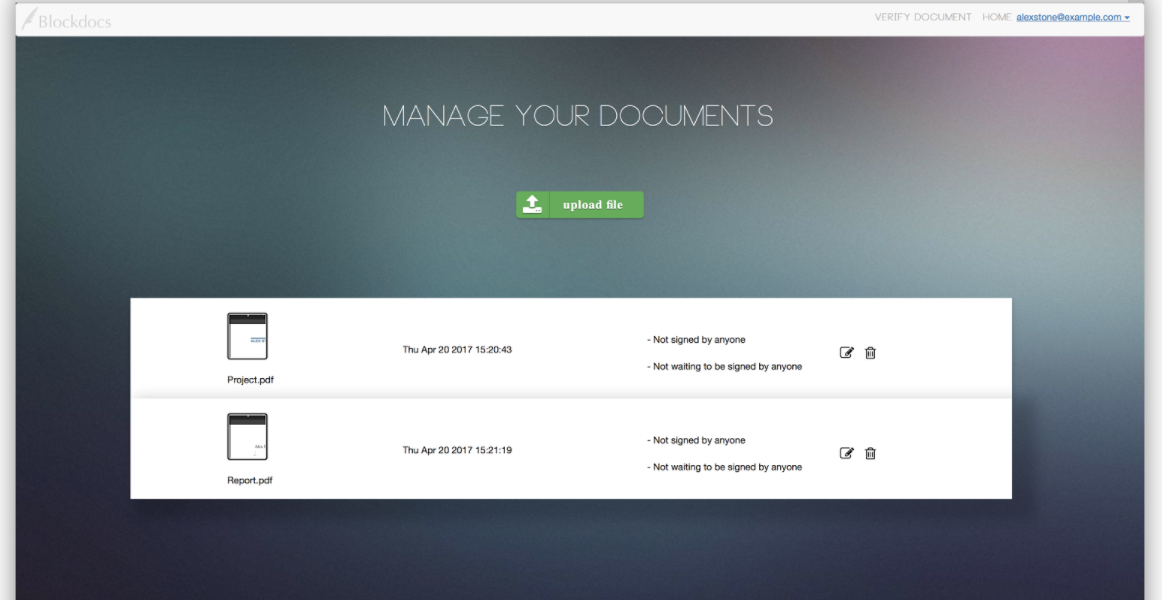 Blockdocs
VERIFY DOCUMENT HOME alexstone@example.com
MANAGE YOUR DOCUMENTS
upload file
Project.pdf
Thu Apr 20 2017 15:20:43
- Not signed by anyone
- Not waiting to be signed by anyone
Report.pdf
Thu Apr 20 2017 15:21:19
- Not signed by anyone
- Not waiting to be signed by anyone